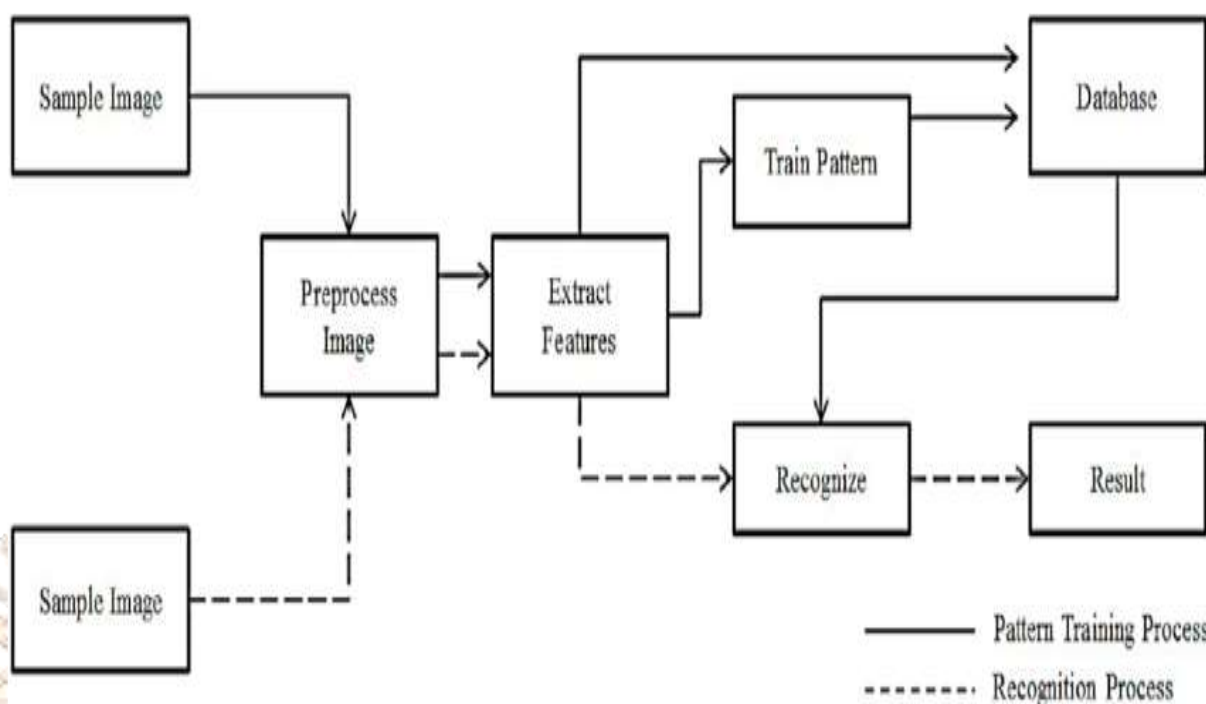 Sample Image
Database
Train Pattern
Preprocess
Image
Extract
Features
Recognize
Result
Sample Image
Pattern Training Process
Recognition Process